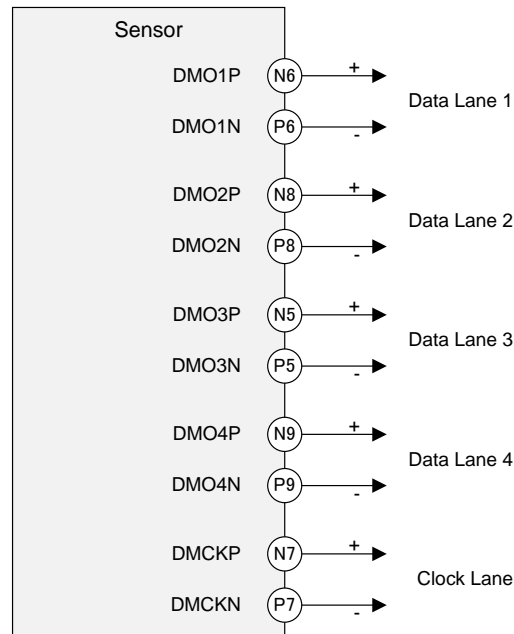 Sensor
DMO1P N6 +
Data Lane 1
DMO1N P6 -
DMO2P N8 +
Data Lane 2
DMO2N P8 -
DMO3P N5 +
Data Lane 3
DMO3N P5 -
DMO4P N9 +
Data Lane 4
DMO4N P9 -
DMCKP N7 +
Clock Lane
DMCKN P7 -